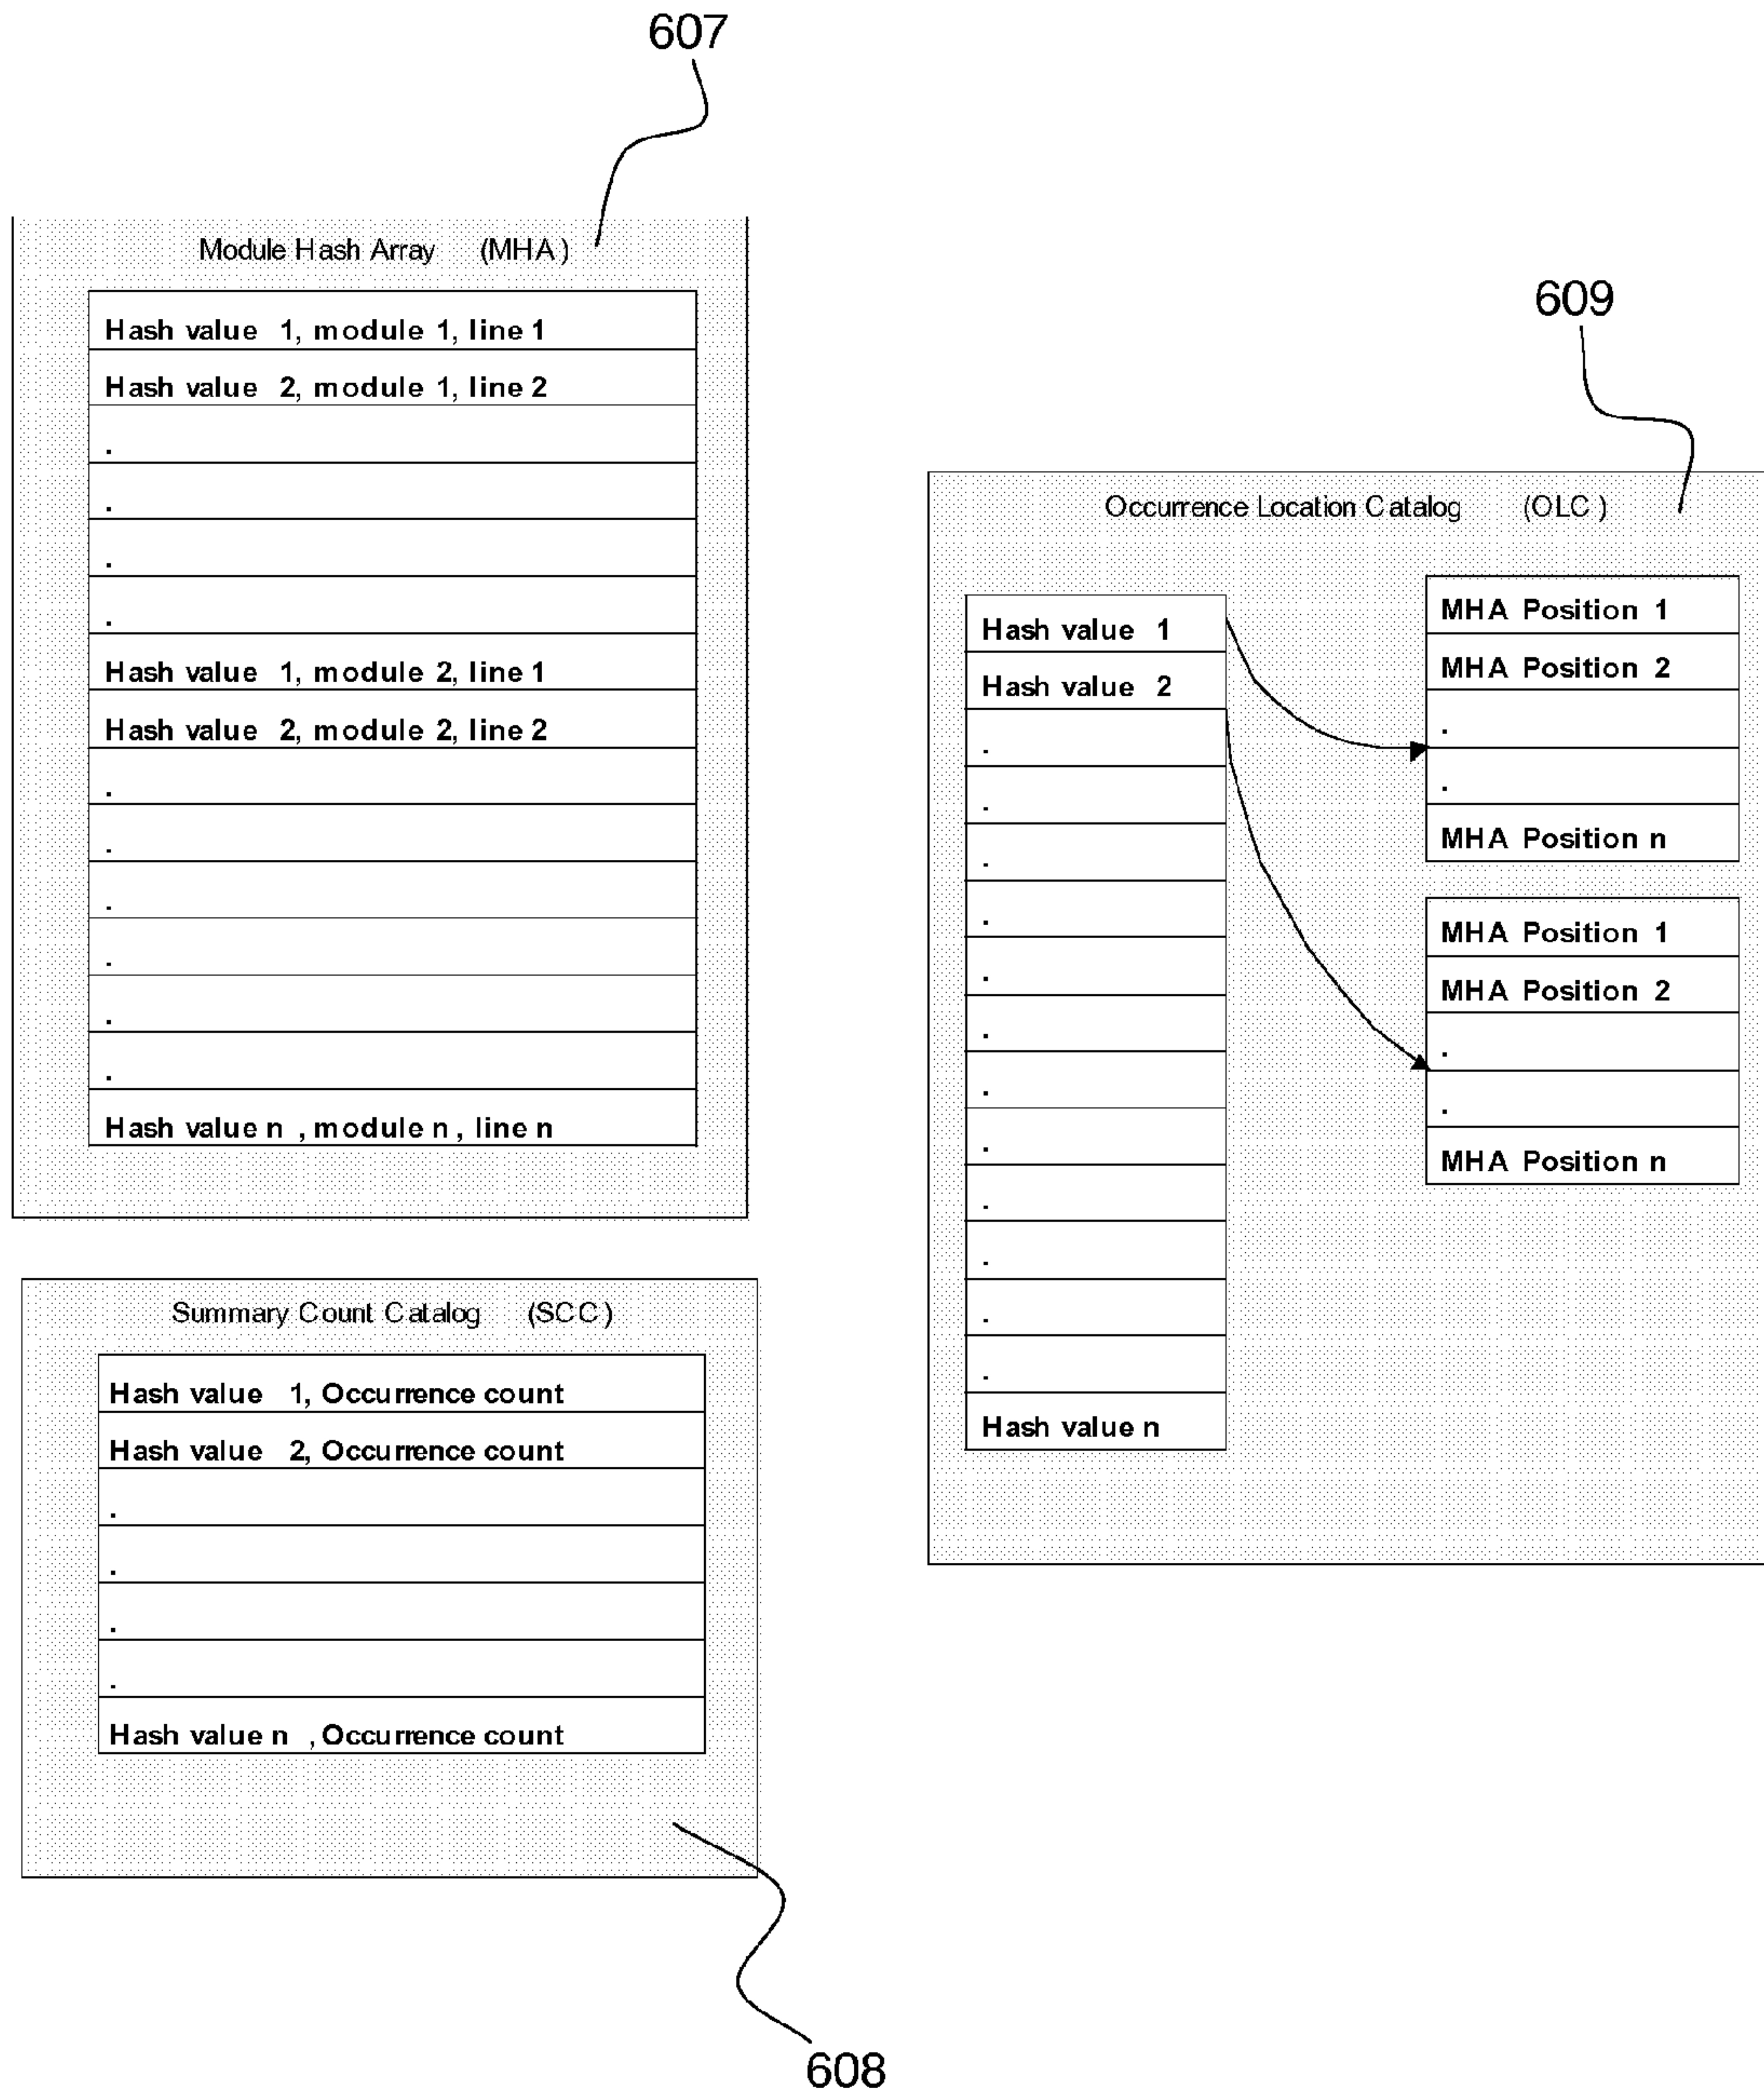 607
Module Hash Array (MHA)
Hash value 1, module 1, line 1
Hash value 2, module 1, line 2
.
.
.
.
Hash value 1, module 2, line 1
Hash value 2, module 2, line 2
.
.
.
.
.
.
Hash value n , module n , line n
Summary Count Catalog (SCC)
Hash value 1, Occurrence count
Hash value 2, Occurrence count
.
.
.
.
Hash value n , Occurrence count
608
609
Occurrence Location Catalog (OLC)
Hash value 1
Hash value 2
.
.
.
.
.
.
.
.
.
.
.
.
Hash value n
MHA Position 1
MHA Position 2
.
.
MHA Position n
MHA Position 1
MHA Position 2
.
.
MHA Position n